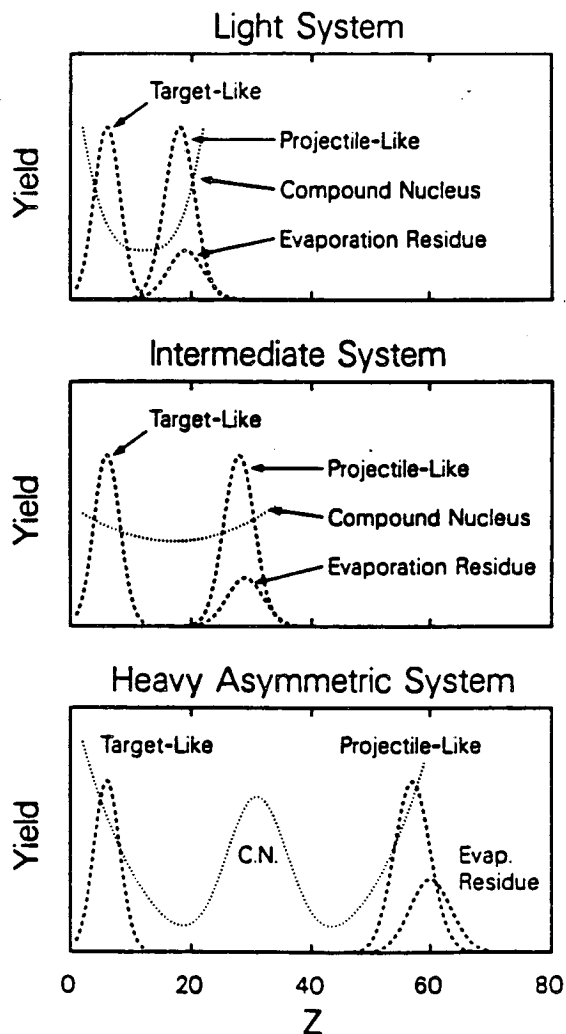 Light System
Target-Like
Projectile-Like
Compound Nucleus
Evaporation Residue
Yield
Intermediate System
Target-Like
Projectile-Like
Compound Nucleus
Evaporation Residue
Yield
Heavy Asymmetric System
Target-Like Projectile-Like
C.N.
Evap.
Residue
Yield
0 20 40 60 80
Z